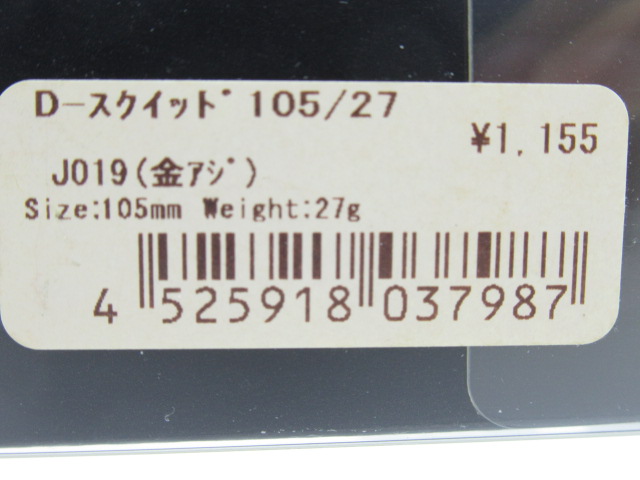 D-ｽｸｲｯﾄﾞ 105/27
¥1,155
J019(金ｱｼﾞ)
Size:105mm Weight:27g
4 525918 037987